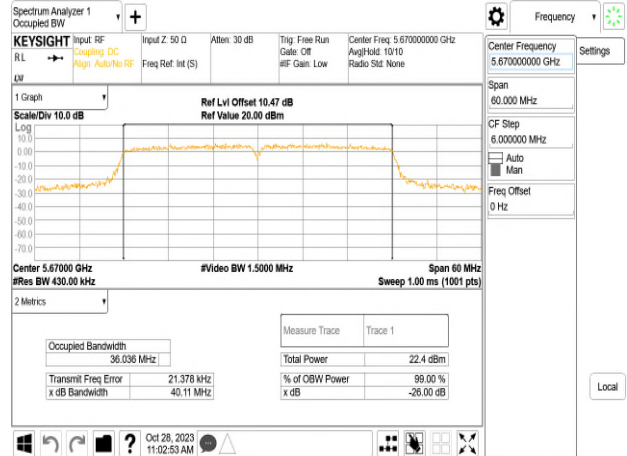 Spectrum Analyzer 1
Occupied BW
+
Frequency
KEYSIGHT
Input: RF
Coupling: DC
Align: Auto/No RF
Input Z: 50 Ω
Freq Ref: Int (S)
Atten: 30 dB
Trig: Free Run
Gate: Off
#IF Gain: Low
Center Freq: 5.670000000 GHz
Avg|Hold: 10/10
Radio Std: None
RL
Center Frequency
5.670000000 GHz
Settings
Span
60.000 MHz
CF Step
6.000000 MHz
Auto
Man
Freq Offset
0 Hz
1 Graph
Ref Lvl Offset 10.47 dB
Scale/Div 10.0 dB
Ref Value 20.00 dBm
Log
10.0
0.00
-10.0
-20.0
-30.0
-40.0
-50.0
-60.0
-70.0
Center 5.67000 GHz
#Video BW 1.5000 MHz
Span 60 MHz
#Res BW 430.00 kHz
Sweep 1.00 ms (1001 pts)
2 Metrics
Measure Trace
Trace 1
Occupied Bandwidth
36.036 MHz
Total Power
22.4 dBm
Transmit Freq Error
21.378 kHz
% of OBW Power
99.00 %
x dB Bandwidth
40.11 MHz
x dB
-26.00 dB
Local
?
Oct 28, 2023
11:02:53 AM